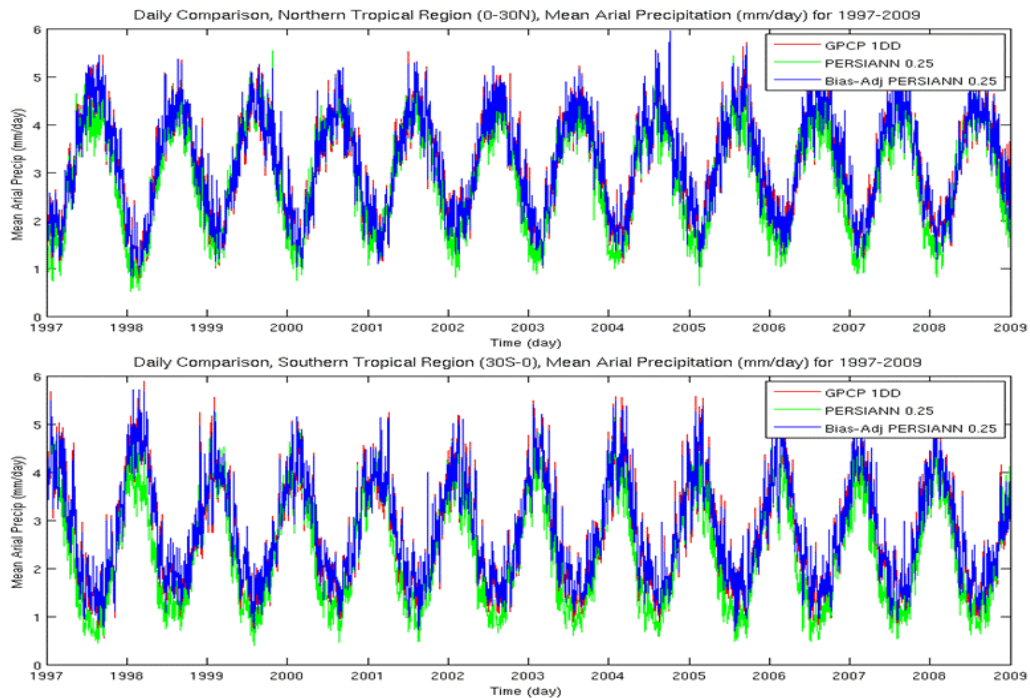 Daily Comparison, Northern Tropical Region (0-30N), Mean Arial Precipitation (mm/day) for 1997-2009
6
5
4
3
2
1
0
Mean Arial Precip (mm/day)
GPCP 1DD
PERSIANN 0.25
Bias-Adj PERSIANN 0.25
1997 1998 1999 2000 2001 2002 2003 2004 2005 2006 2007 2008 2009
Time (day)
Daily Comparison, Southern Tropical Region (30S-0), Mean Arial Precipitation (mm/day) for 1997-2009
6
5
4
3
2
1
0
Mean Arial Precip (mm/day)
GPCP 1DD
PERSIANN 0.25
Bias-Adj PERSIANN 0.25
1997 1998 1999 2000 2001 2002 2003 2004 2005 2006 2007 2008 2009
Time (day)